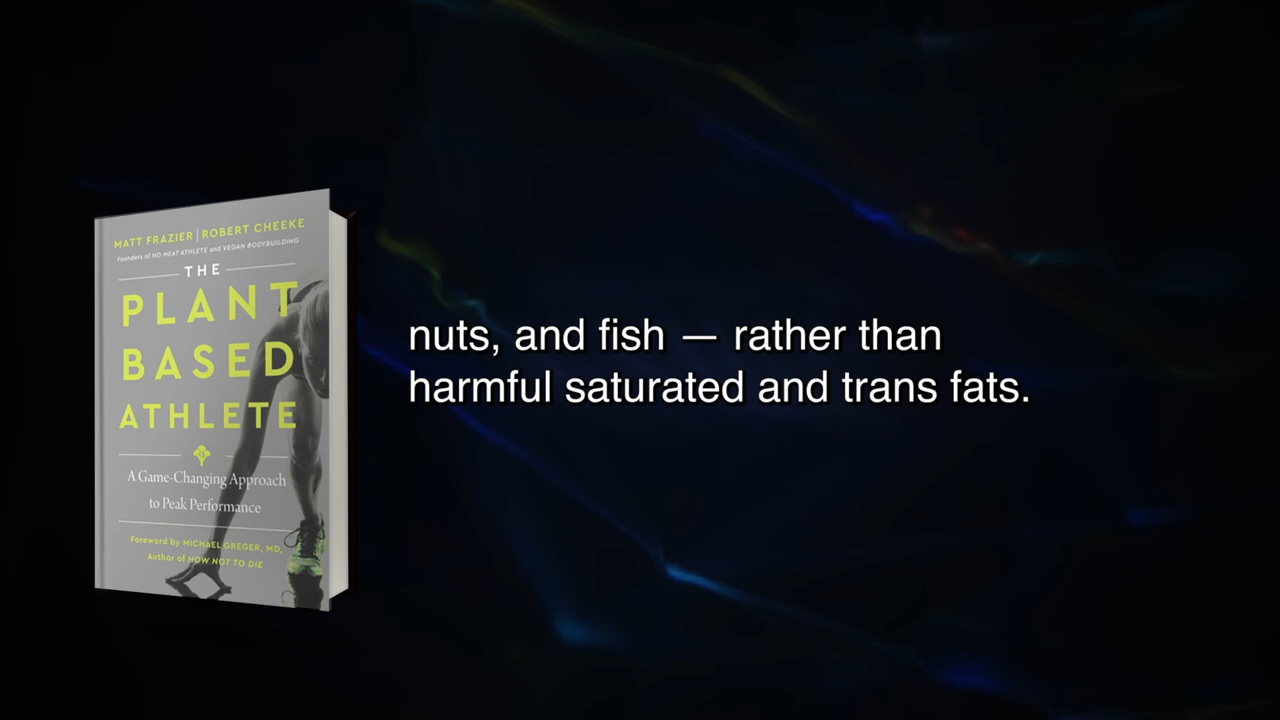 MATT FRAZIER | ROBERT CHEEKE
Founders of NO MEAT ATHLETE and VEGAN BODYBUILDING
THE
PLANT
BASED
ATHLETE
A Game-Changing Approach
to Peak Performance
Foreword by MICHAEL GREGER, MD,
Author of HOW NOT TO DIE
nuts, and fish — rather than
harmful saturated and trans fats.